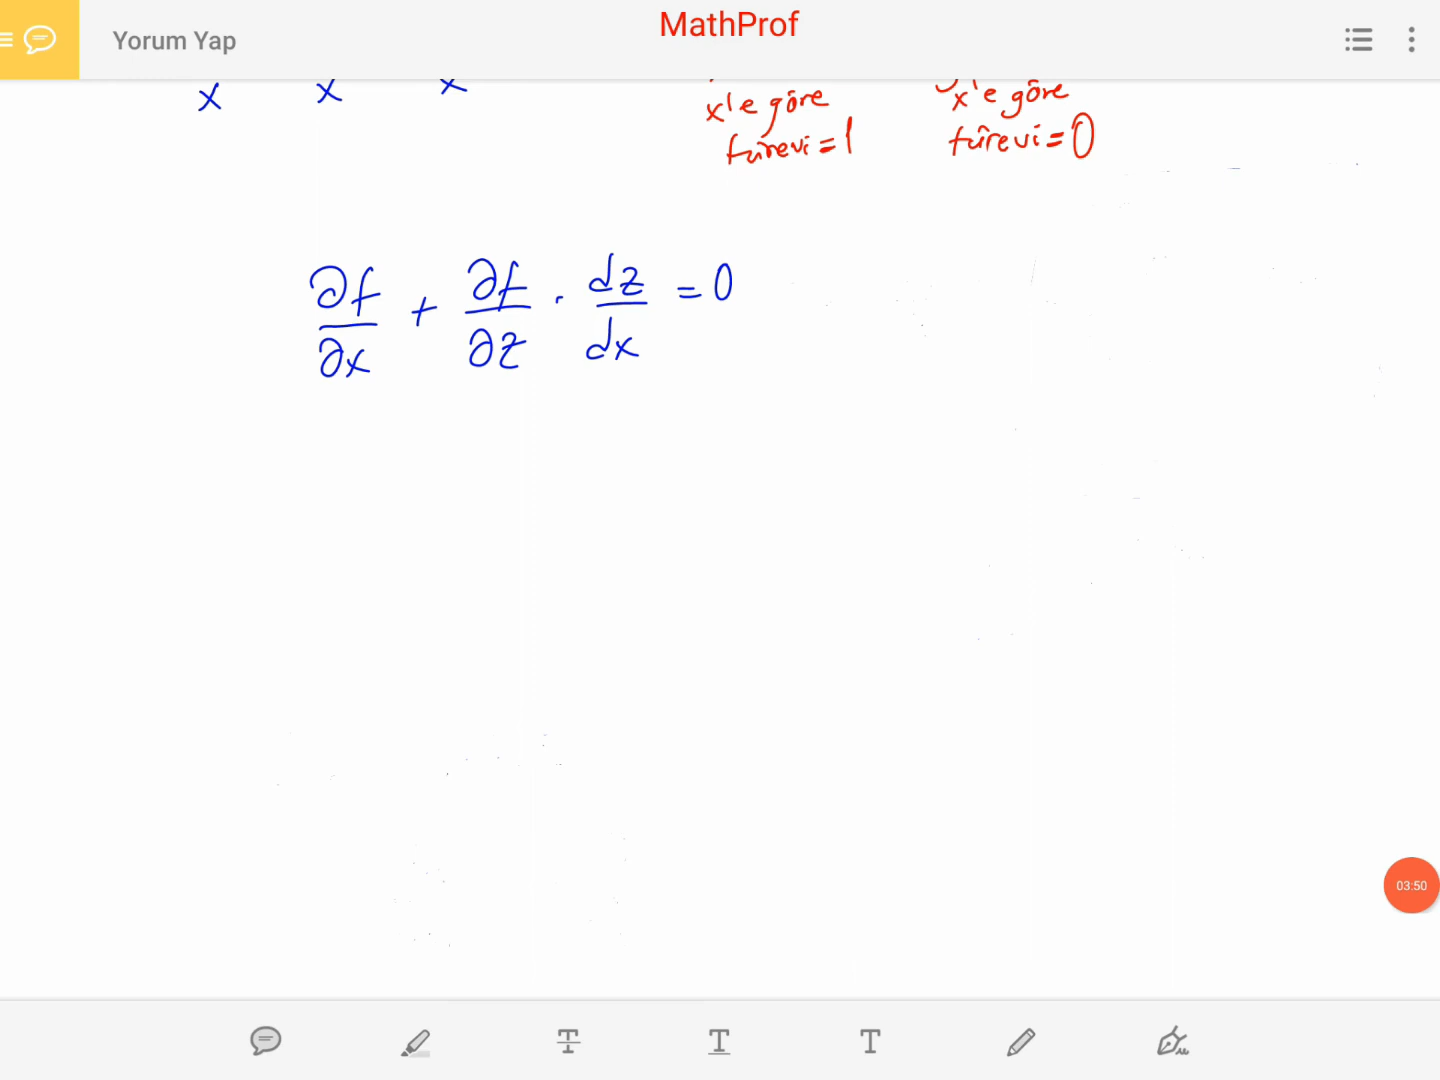 MathProf
Yorum Yap
x x x
x'e göre x'e göre
türevi = 1 türevi = 0
∂f/∂x + ∂f/∂z · dz/dx = 0
03:50